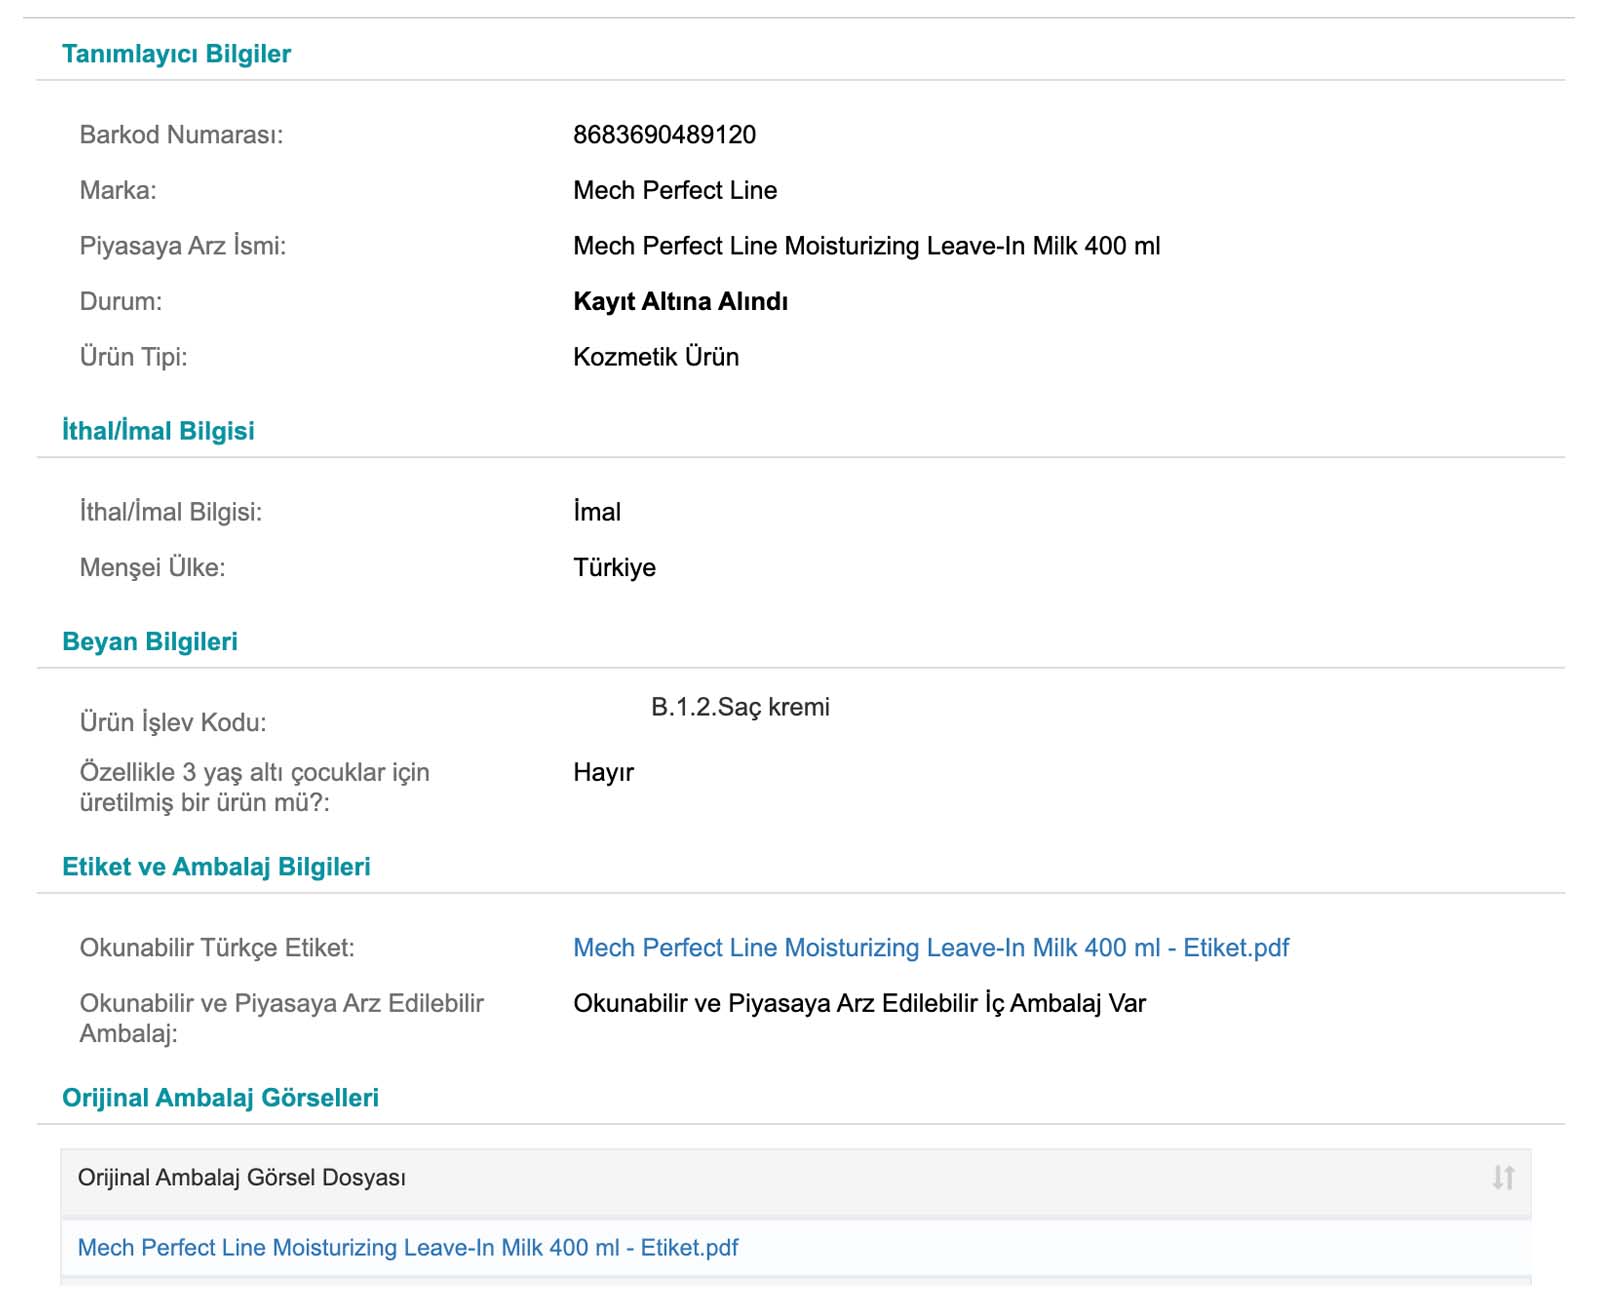 Tanımlayıcı Bilgiler
Barkod Numarası: 8683690489120
Marka: Mech Perfect Line
Piyasaya Arz İsmi: Mech Perfect Line Moisturizing Leave-In Milk 400 ml
Durum: Kayıt Altına Alındı
Ürün Tipi: Kozmetik Ürün
İthal/İmal Bilgisi
İthal/İmal Bilgisi: İmal
Menşei Ülke: Türkiye
Beyan Bilgileri
Ürün İşlev Kodu: B.1.2.Saç kremi
Özellikle 3 yaş altı çocuklar için Hayır
üretilmiş bir ürün mü?:
Etiket ve Ambalaj Bilgileri
Okunabilir Türkçe Etiket: Mech Perfect Line Moisturizing Leave-In Milk 400 ml - Etiket.pdf
Okunabilir ve Piyasaya Arz Edilebilir Okunabilir ve Piyasaya Arz Edilebilir İç Ambalaj Var
Ambalaj:
Orijinal Ambalaj Görselleri
Orijinal Ambalaj Görsel Dosyası
Mech Perfect Line Moisturizing Leave-In Milk 400 ml - Etiket.pdf